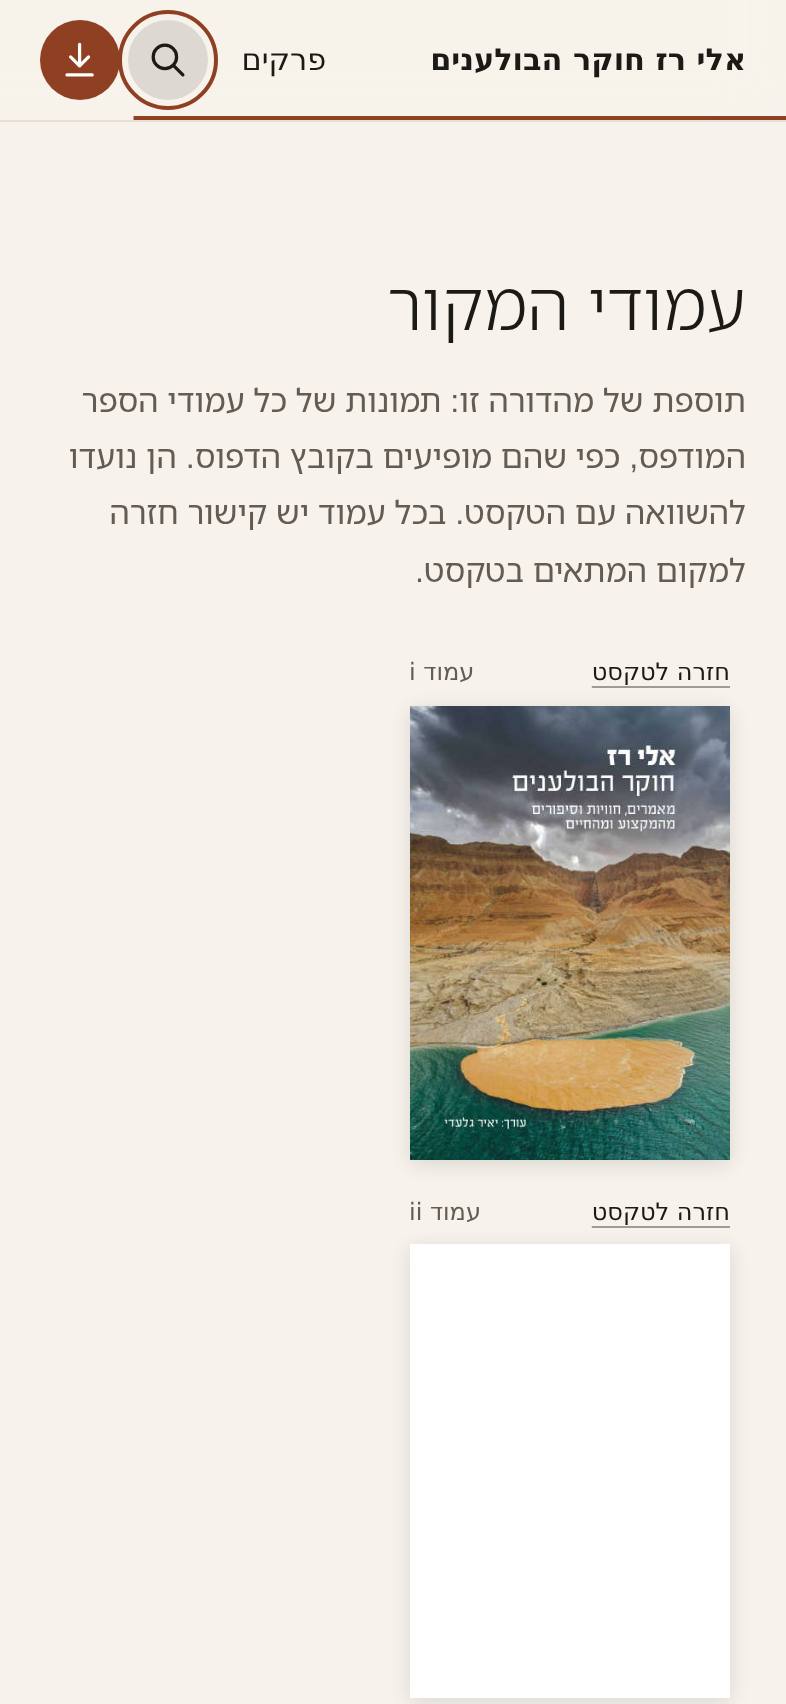 אלי רז חוקר הבולענים
פרקים
עמודי המקור
תוספת של מהדורה זו: תמונות של כל עמודי הספר
המודפס, כפי שהם מופיעים בקובץ הדפוס. הן נועדו
להשוואה עם הטקסט. בכל עמוד יש קישור חזרה
למקום המתאים בטקסט.
חזרה לטקסט
עמוד i
אלי רז
חוקר הבולענים
מאמרים, חוויות וסיפורים
מהמקצוע ומהחיים
עורך: יאיר גלעדי
חזרה לטקסט
עמוד ii